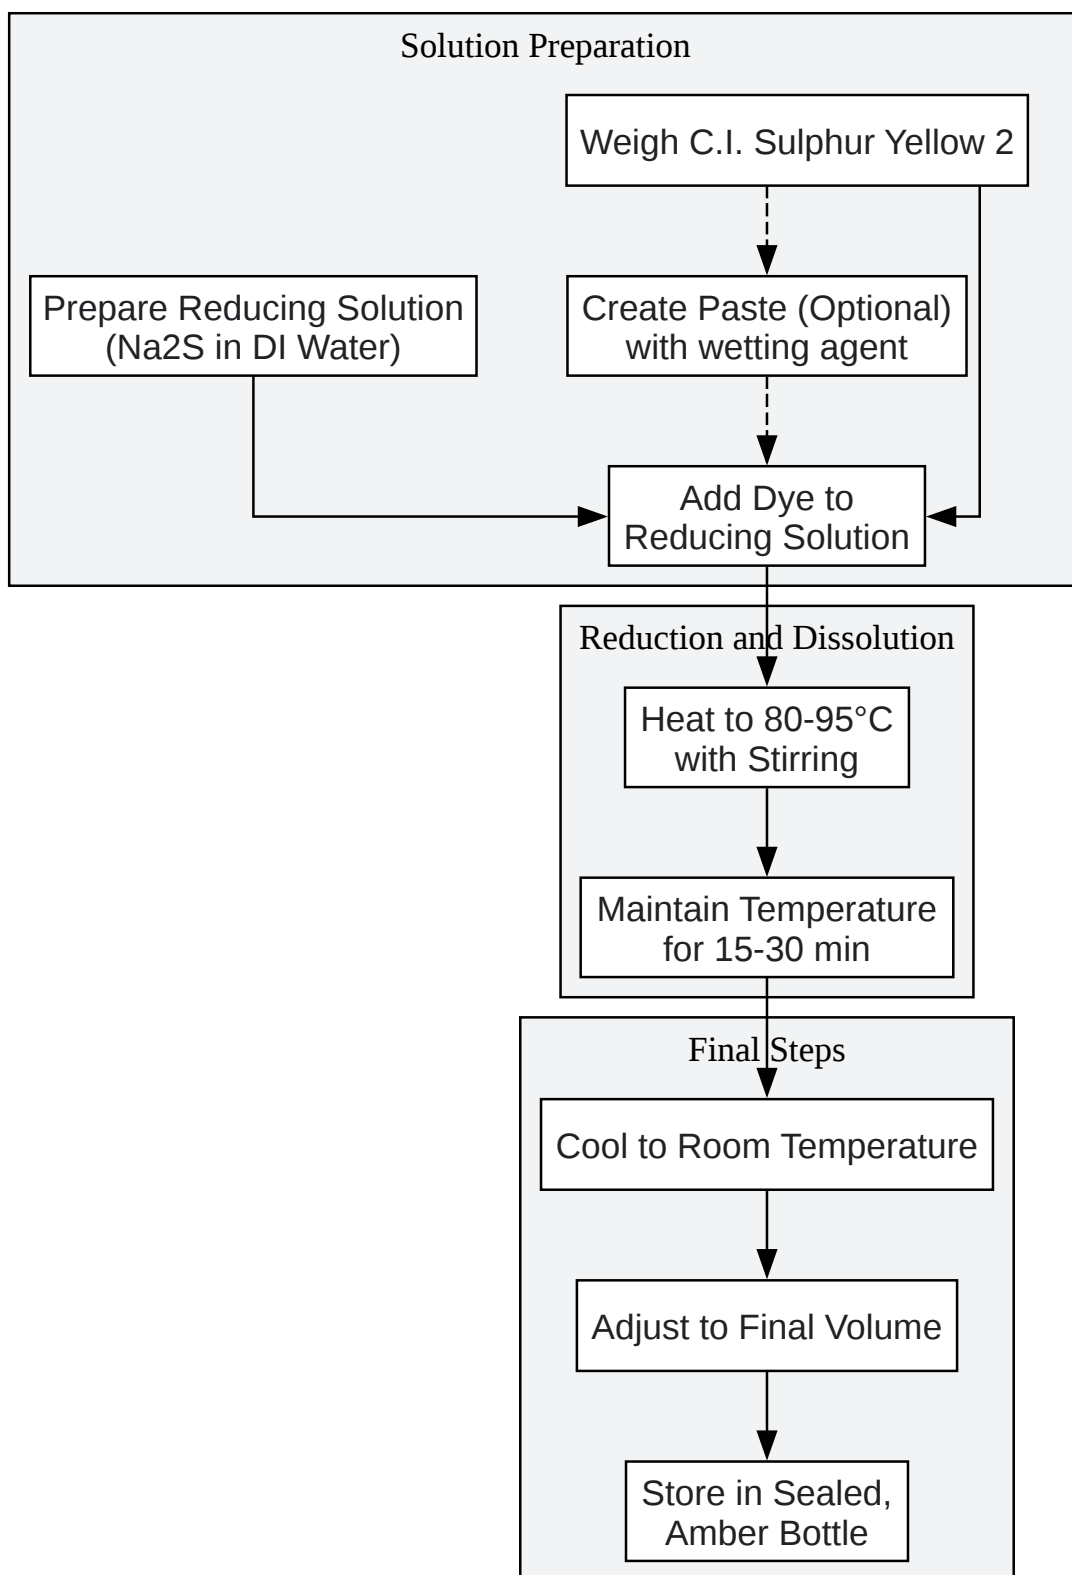 Solution Preparation
Weigh C.I. Sulphur Yellow 2
Prepare Reducing Solution
(Na2S in DI Water)
Create Paste (Optional)
with wetting agent
Add Dye to
Reducing Solution
Reduction and Dissolution
Heat to 80-95°C
with Stirring
Maintain Temperature
for 15-30 min
Final Steps
Cool to Room Temperature
Adjust to Final Volume
Store in Sealed,
Amber Bottle